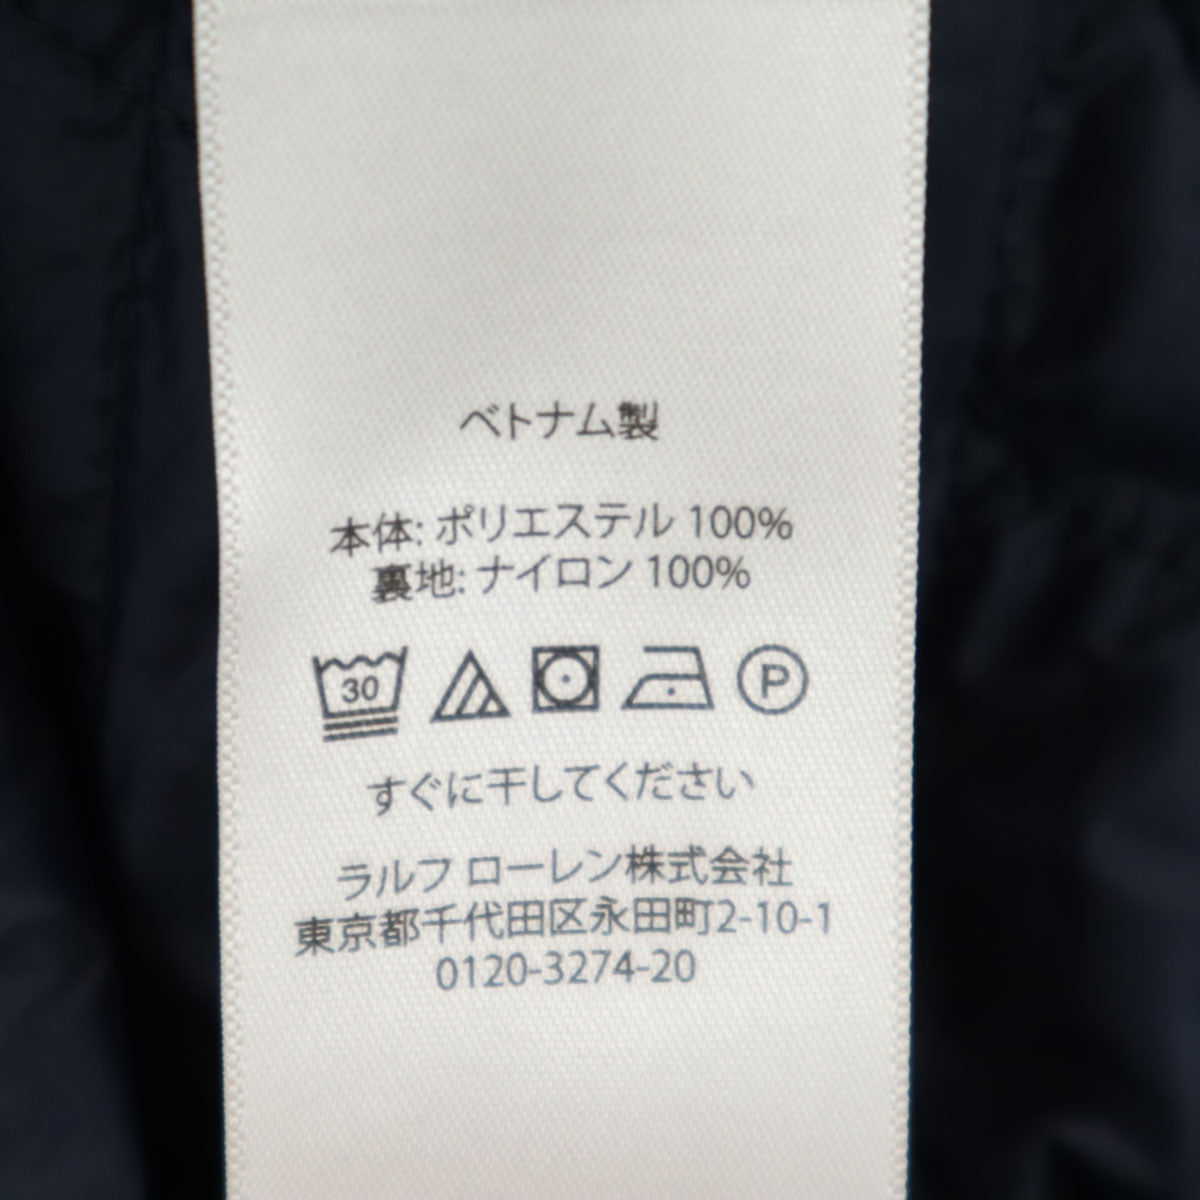 ベトナム製
本体: ポリエステル 100%
裏地: ナイロン 100%
30
P
すぐに干してください
ラルフ ローレン株式会社
東京都千代田区永田町2-10-1
0120-3274-20